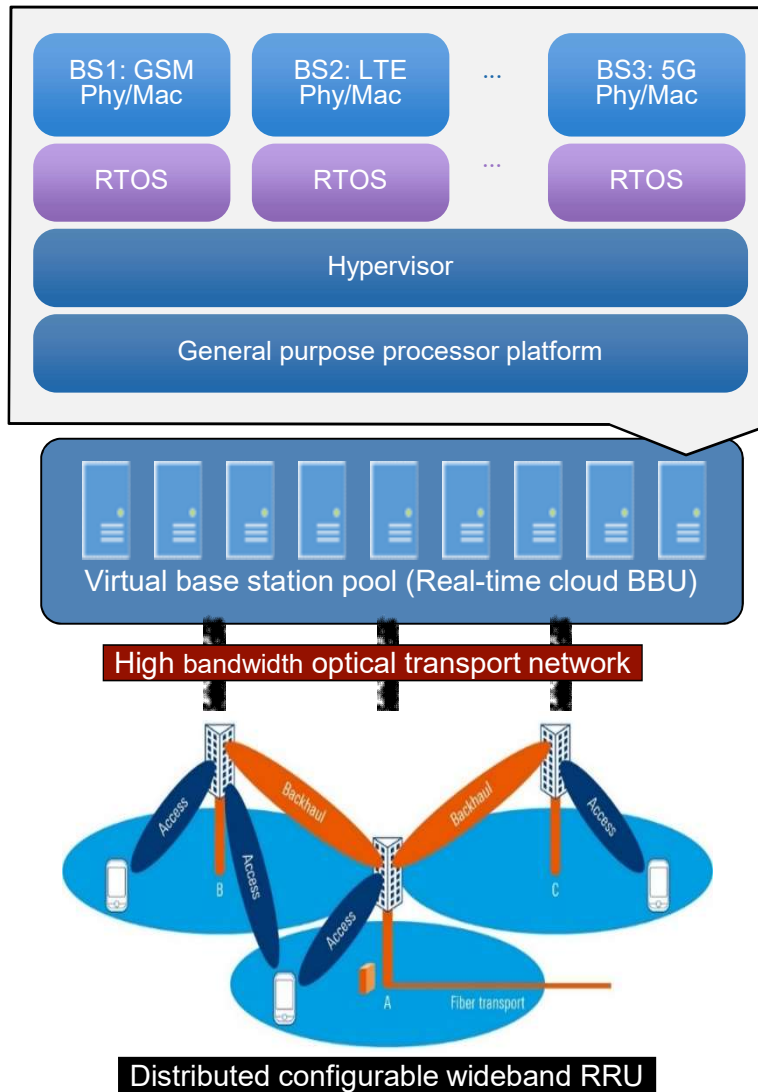 BS1: GSM
Phy/Mac
BS2: LTE
Phy/Mac
...
BS3: 5G
Phy/Mac
RTOS
RTOS
...
RTOS
Hypervisor
General purpose processor platform
Virtual base station pool (Real-time cloud BBU)
High bandwidth optical transport network
Access
Backhaul
Access
Backhaul
Access
Access
B
C
A
Fiber transport
Distributed configurable wideband RRU